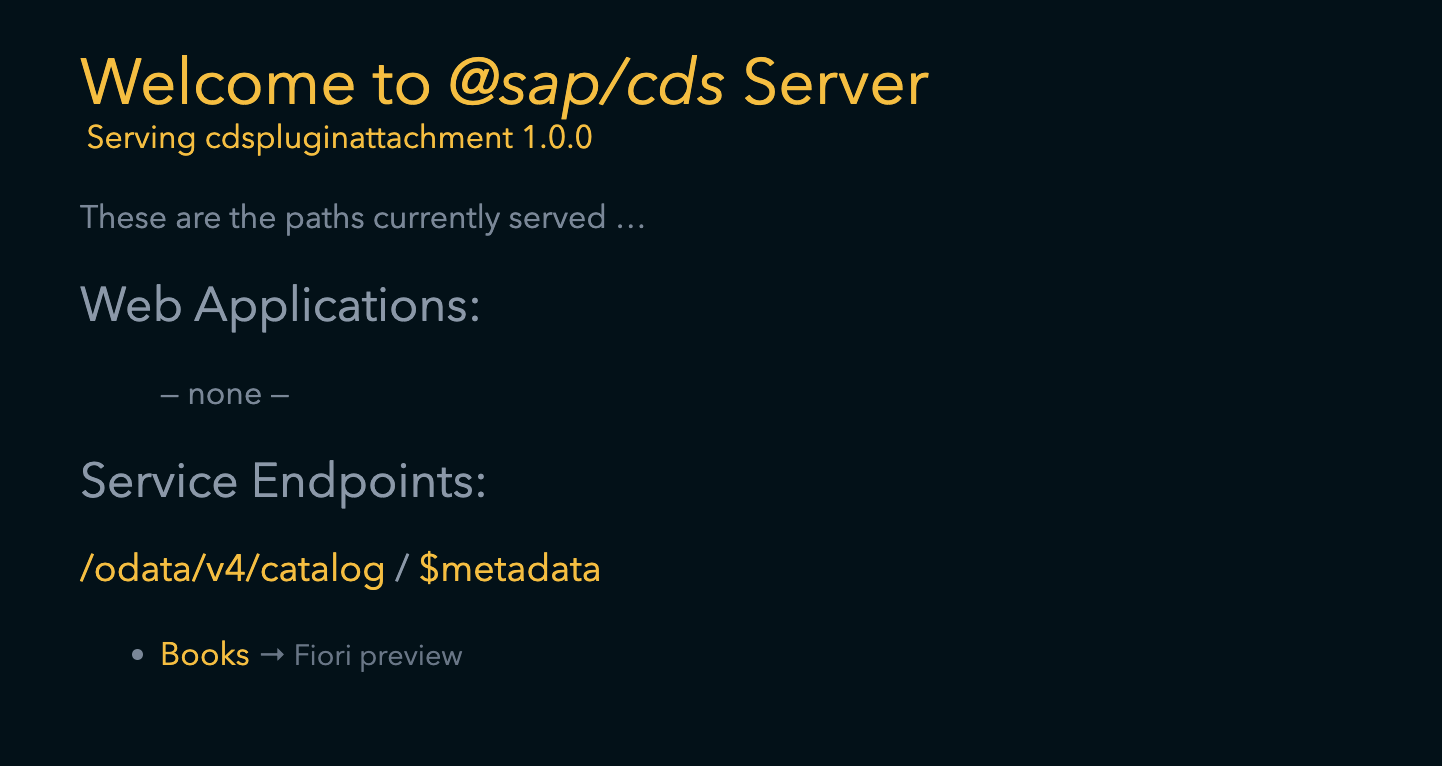 Welcome to @sap/cds Server
Serving cdspluginattachment 1.0.0
These are the paths currently served …
Web Applications:
– none –
Service Endpoints:
/odata/v4/catalog / $metadata
• Books → Fiori preview